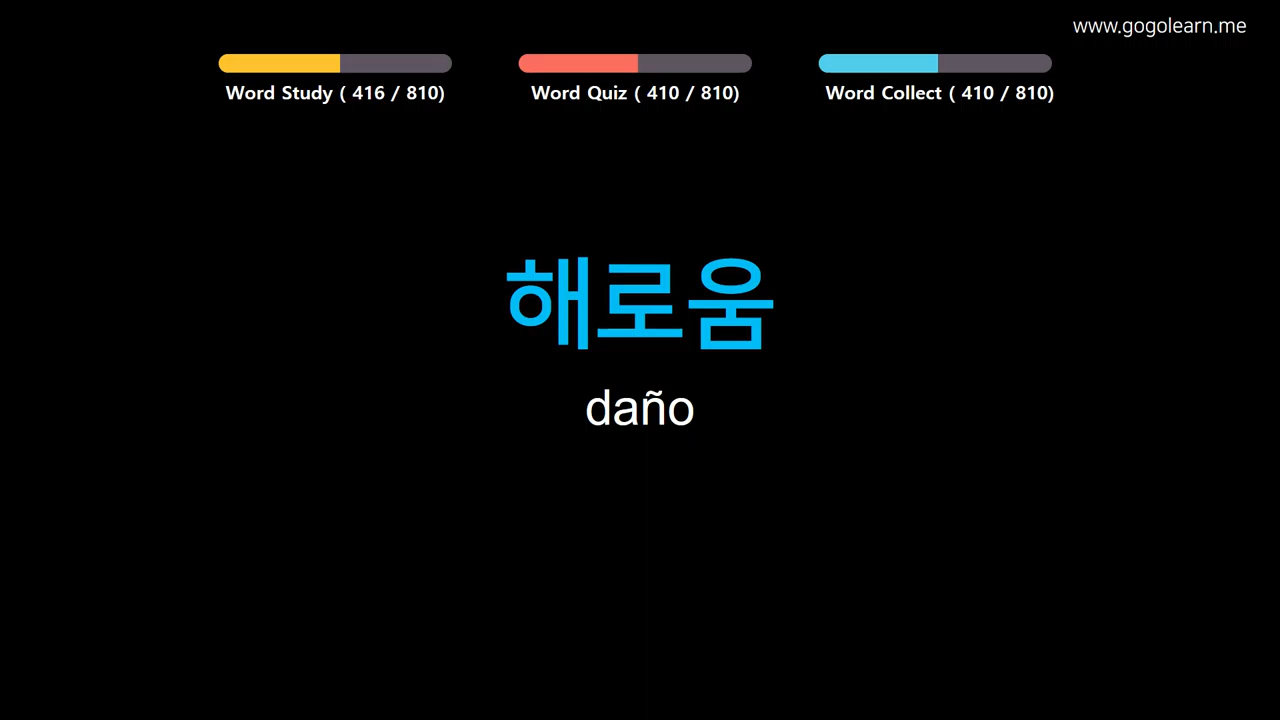 www.gogolearn.me
Word Study ( 416 / 810)
Word Quiz ( 410 / 810)
Word Collect ( 410 / 810)
해로움
daño